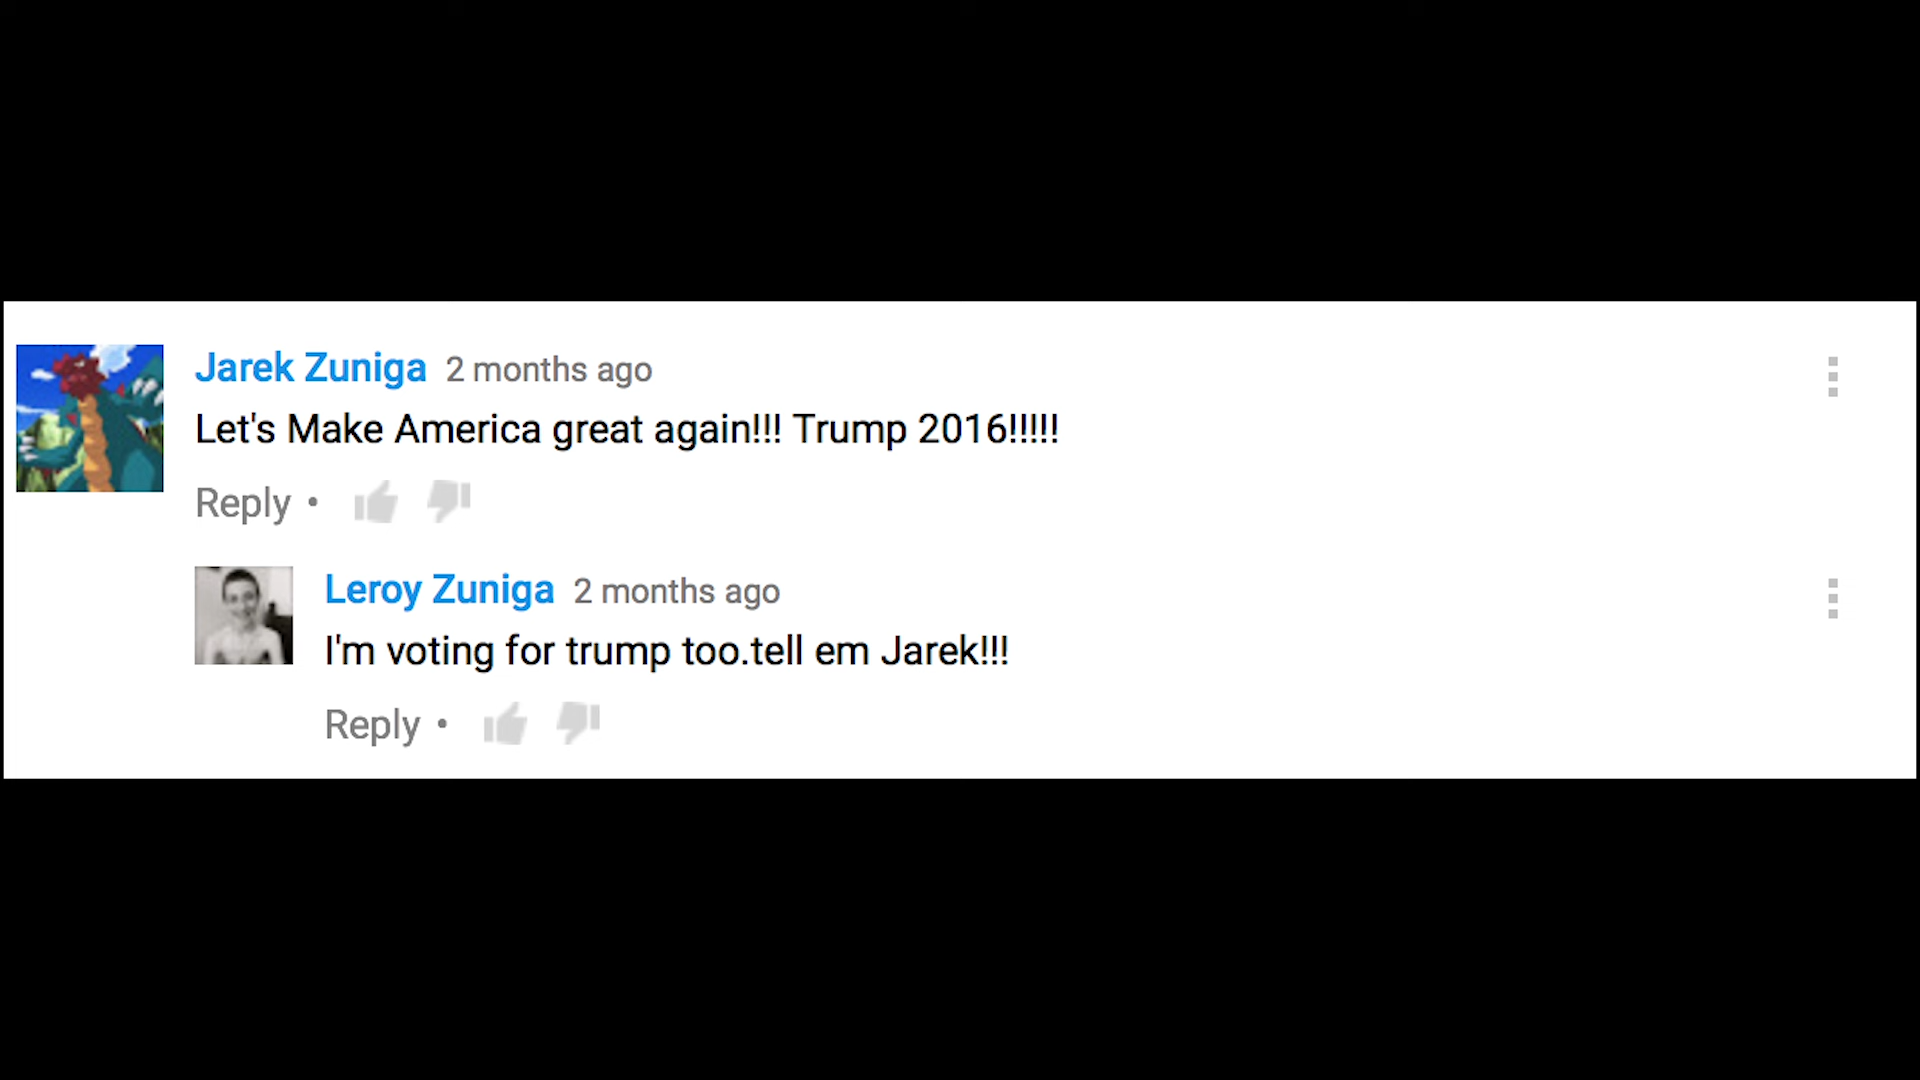 Jarek Zuniga 2 months ago
Let's Make America great again!!! Trump 2016!!!!!
Reply •
Leroy Zuniga 2 months ago
I'm voting for trump too.tell em Jarek!!!
Reply •